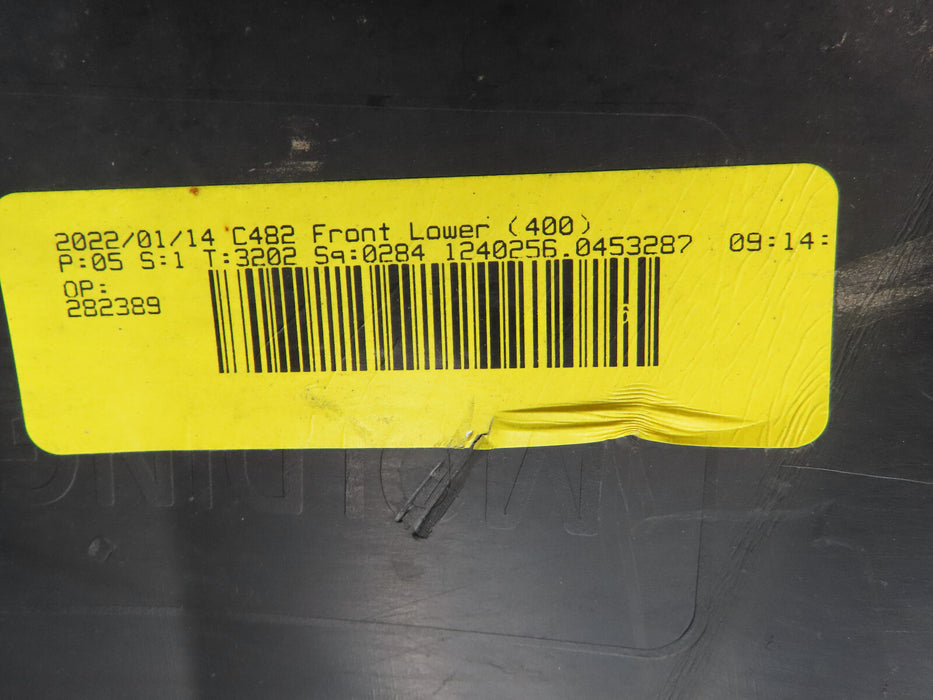 2022/01/14 C482 Front Lower (400)
P:05 S:1 T:3202 Sq:0284 1240256.0453287 09:14:
OP:
282389